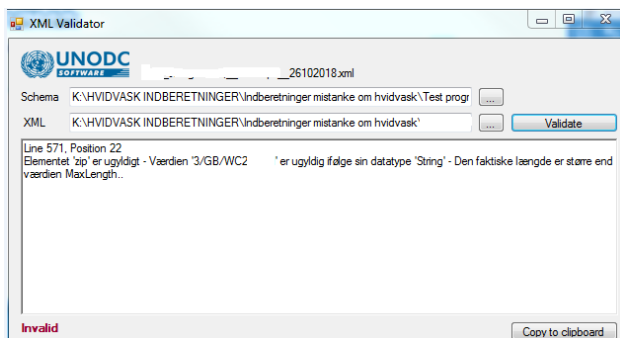 XML Validator
UNODC
SOFTWARE
26102018.xml
Schema K:\HVIDVASK INDBERETNINGER\Indberetninger mistanke om hvidvask\Test progr ...
XML K:\HVIDVASK INDBERETNINGER\Indberetninger mistanke om hvidvask\ ... Validate
Line 571, Position 22
Elementet 'zip' er ugyldigt - Værdien '3/GB/WC2 ' er ugyldig ifølge sin datatype 'String' - Den faktiske længde er større end
værdien MaxLength..
Invalid
Copy to clipboard